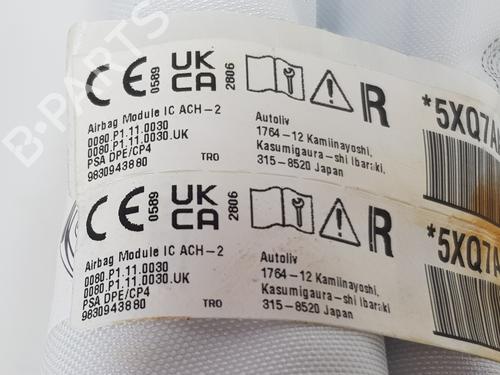 B-PARTS
CE 0589 UK CA 2806 R *5XQ7A
Airbag Module IC ACH-2
0080.P1.11.0030
0080.P1.11.0030.UK
PSA DPE/CP4
9830943880 TRO
Autoliv
1764-12 Kamiinayoshi,
Kasumigaura-shi Ibaraki,
315-8520 Japan
CE 0589 UK CA 2806 R *5XQ7A
Airbag Module IC ACH-2
0080.P1.11.0030
0080.P1.11.0030.UK
PSA DPE/CP4
9830943880 TRO
Autoliv
1764-12 Kamiinayoshi,
Kasumigaura-shi Ibaraki
315-8520 Japan